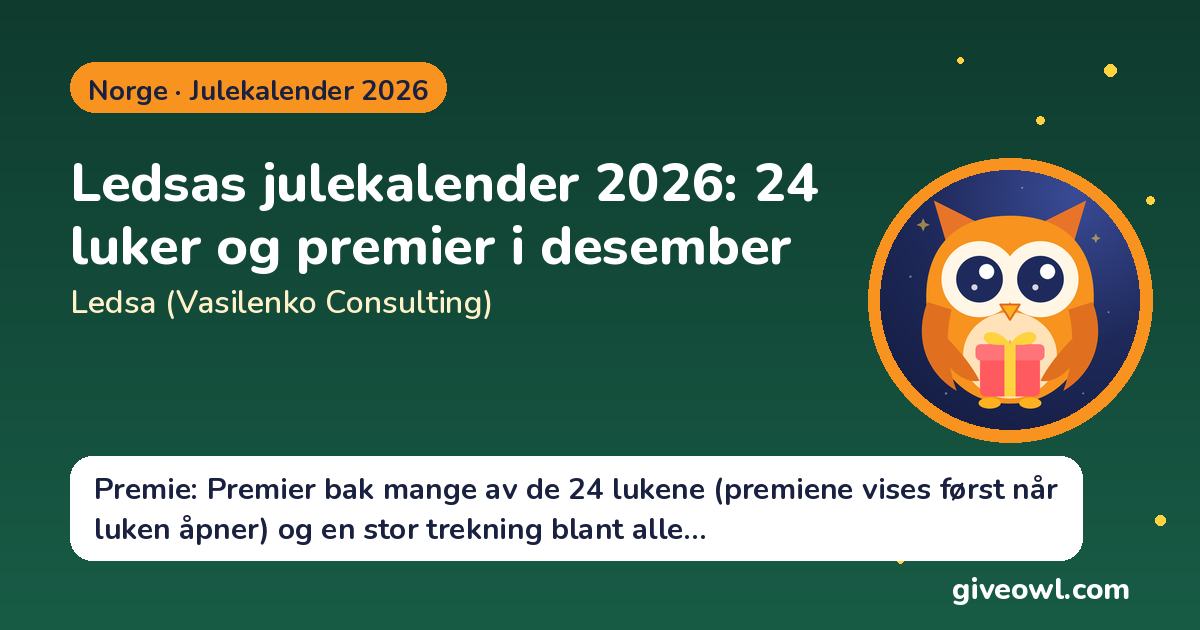 Norge · Julekalender 2026
Ledsas julekalender 2026: 24
luker og premier i desember
Ledsa (Vasilenko Consulting)
Premie: Premier bak mange av de 24 lukene (premiene vises først når
luken åpner) og en stor trekning blant alle...
giveowl.com